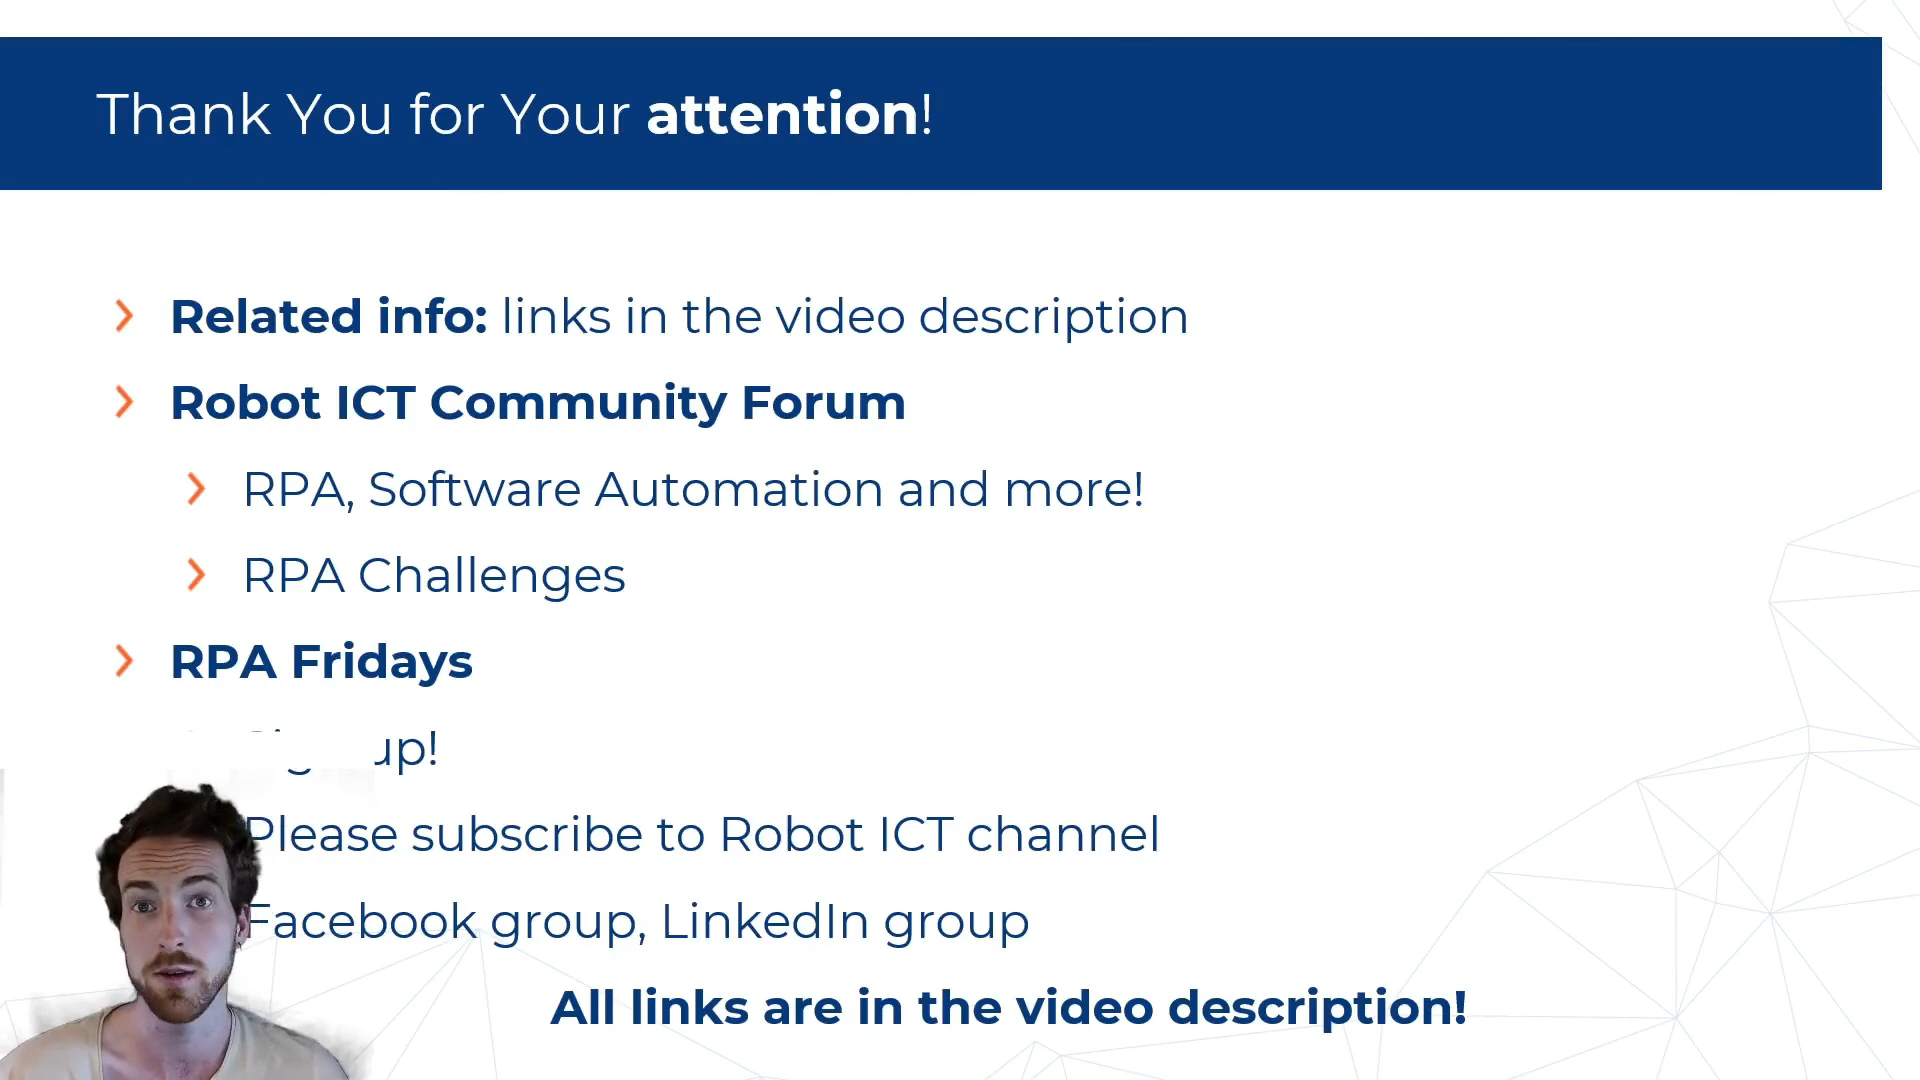 Thank You for Your attention!
Related info: links in the video description
Robot ICT Community Forum
RPA, Software Automation and more!
RPA Challenges
RPA Fridays
up!
Please subscribe to Robot ICT channel
Facebook group, LinkedIn group
All links are in the video description!